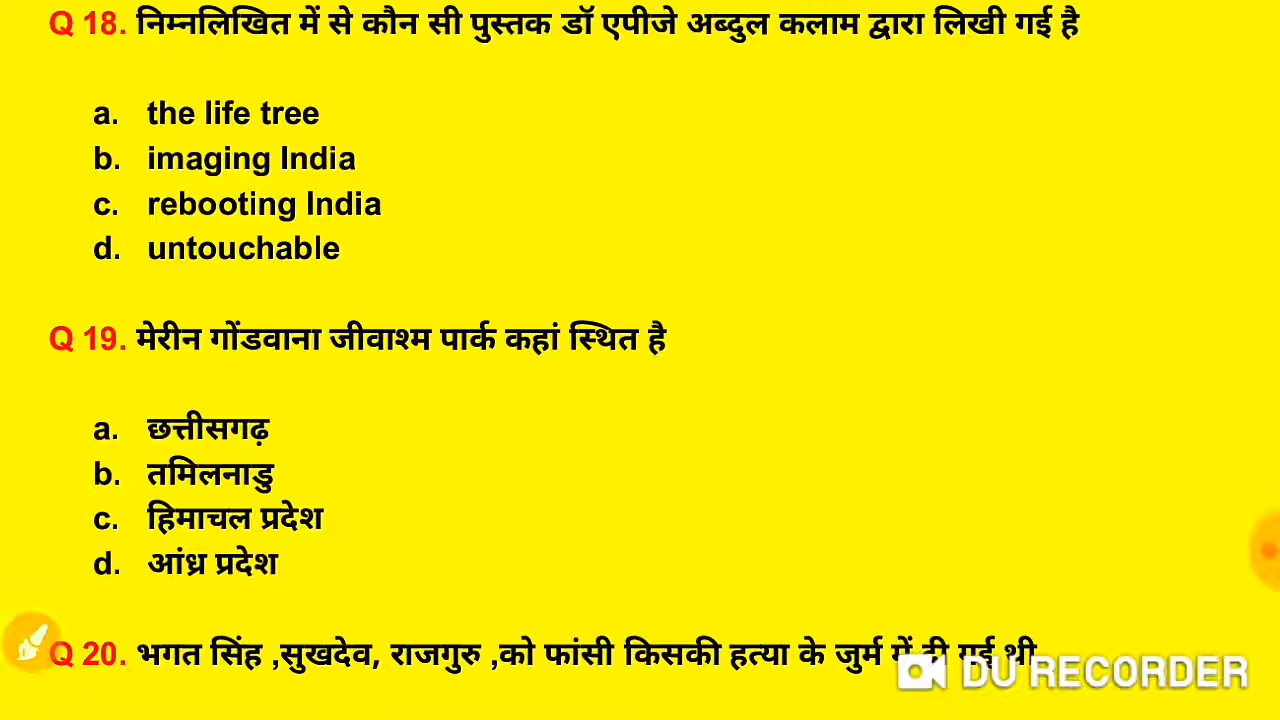 Q 18. निम्नलिखित में से कौन सी पुस्तक डॉ एपीजे अब्दुल कलाम द्वारा लिखी गई है
a. the life tree
b. imaging India
c. rebooting India
d. untouchable
Q 19. मेरीन गोंडवाना जीवाश्म पार्क कहां स्थित है
a. छत्तीसगढ़
b. तमिलनाडु
c. हिमाचल प्रदेश
d. आंध्र प्रदेश
Q 20. भगत सिंह ,सुखदेव, राजगुरु ,को फांसी किसकी हत्या के जुर्म में दी गई थी
DU RECORDER